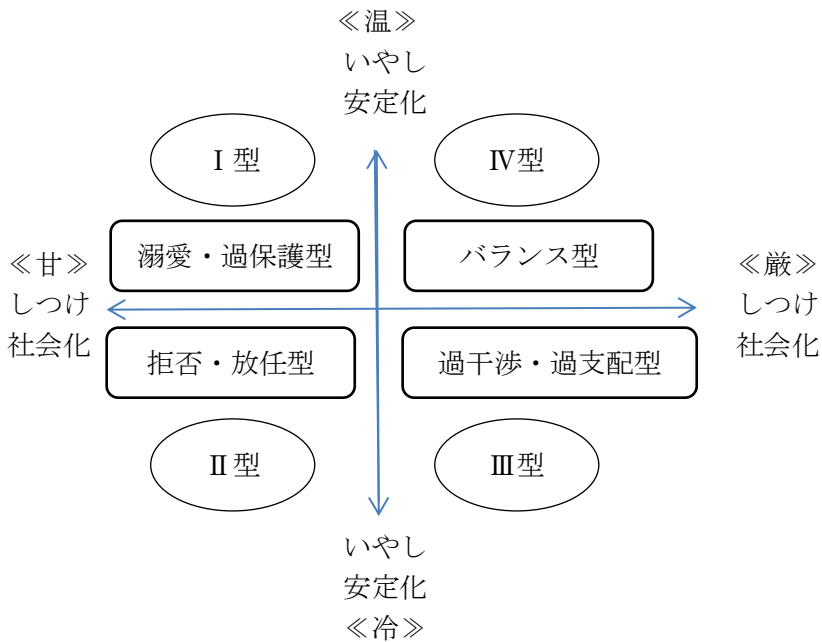 ≪温≫
いやし
安定化
Ⅰ型
Ⅳ型
溺愛・過保護型
バランス型
≪甘≫
しつけ
社会化
≪厳≫
しつけ
社会化
拒否・放任型
過干渉・過支配型
Ⅱ型
Ⅲ型
いやし
安定化
≪冷≫